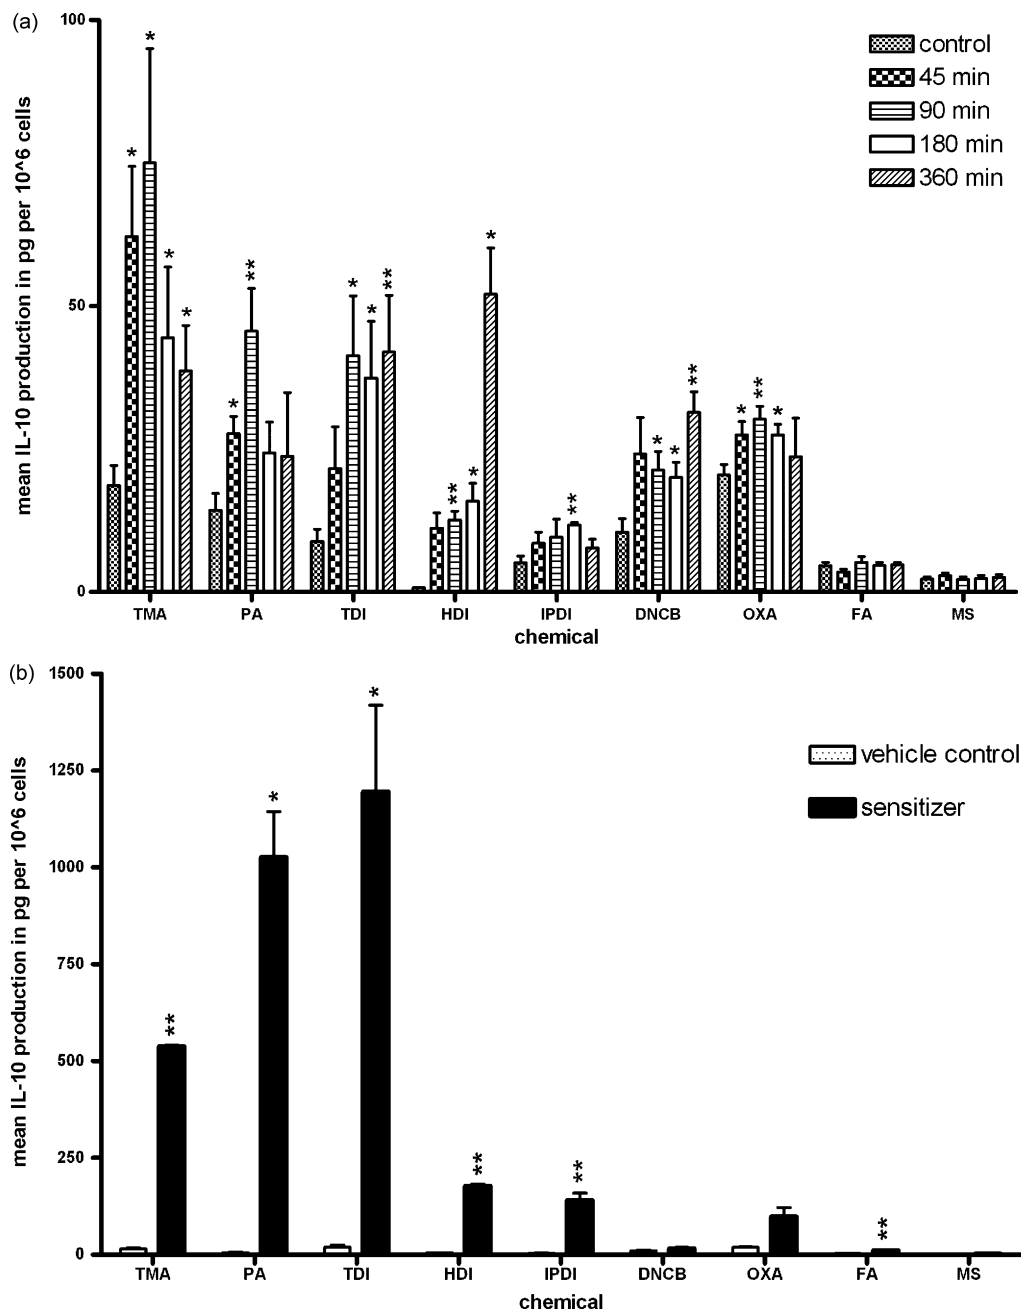 (a)
mean IL-10 production in pg per 10^6 cells
100
50
0
control
45 min
90 min
180 min
360 min
* * * *
* **
* * **
** * *
**
* * **
* ** *
TMA PA TDI HDI IPDI DNCB OXA FA MS
chemical
(b)
mean IL-10 production in pg per 10^6 cells
1500
1250
1000
750
500
250
0
vehicle control
sensitizer
** * * ** ** **
TMA PA TDI HDI IPDI DNCB OXA FA MS
chemical